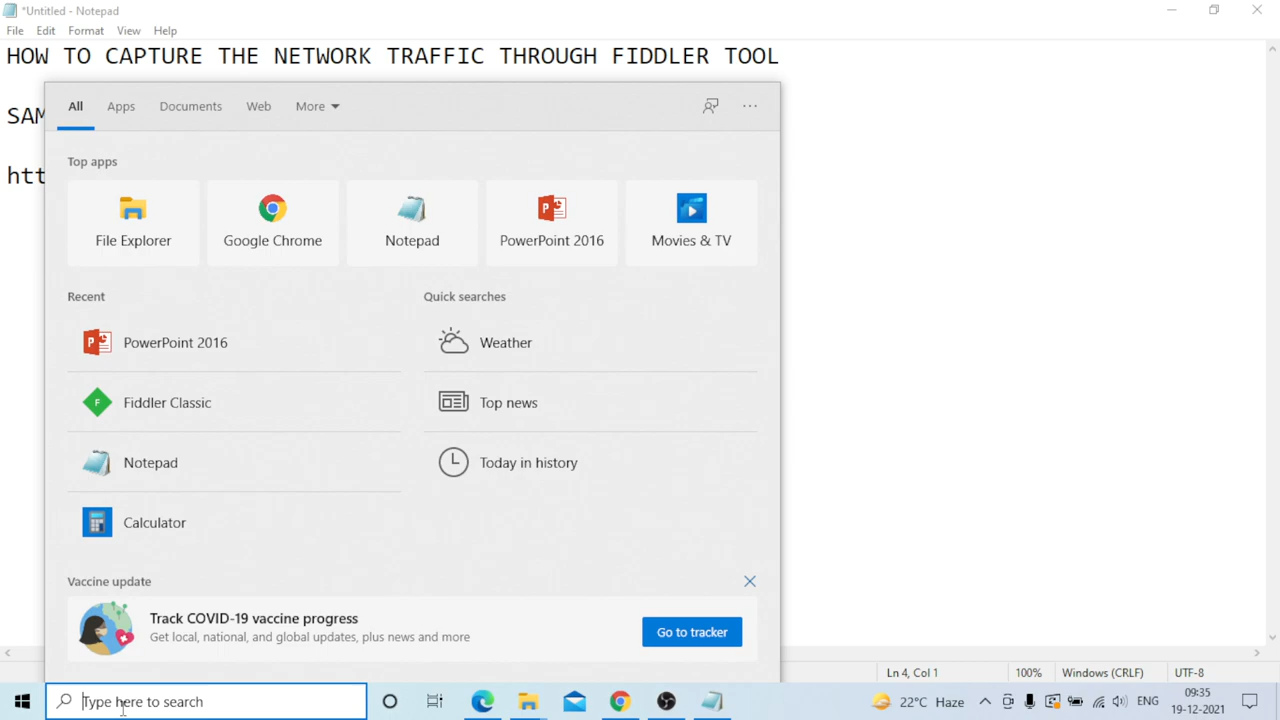 *Untitled - Notepad
File Edit Format View Help
HOW TO CAPTURE THE NETWORK TRAFFIC THROUGH FIDDLER TOOL
SAM
htt
All Apps Documents Web More
Top apps
File Explorer Google Chrome Notepad PowerPoint 2016 Movies & TV
Recent Quick searches
PowerPoint 2016 Weather
Fiddler Classic Top news
Notepad Today in history
Calculator
Vaccine update
Track COVID-19 vaccine progress
Get local, national, and global updates, plus news and more
Go to tracker
Ln 4, Col 1 100% Windows (CRLF) UTF-8
Type here to search
22°C Haze ENG
09:35
19-12-2021